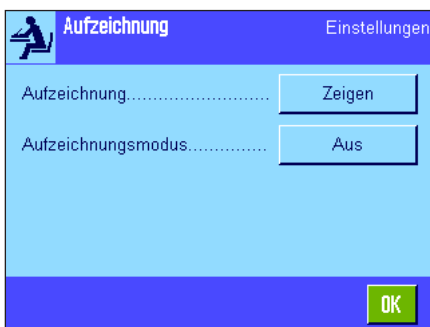 Aufzeichnung Einstellungen
Aufzeichnung.......................... Zeigen
Aufzeichnungsmodus............... Aus
OK